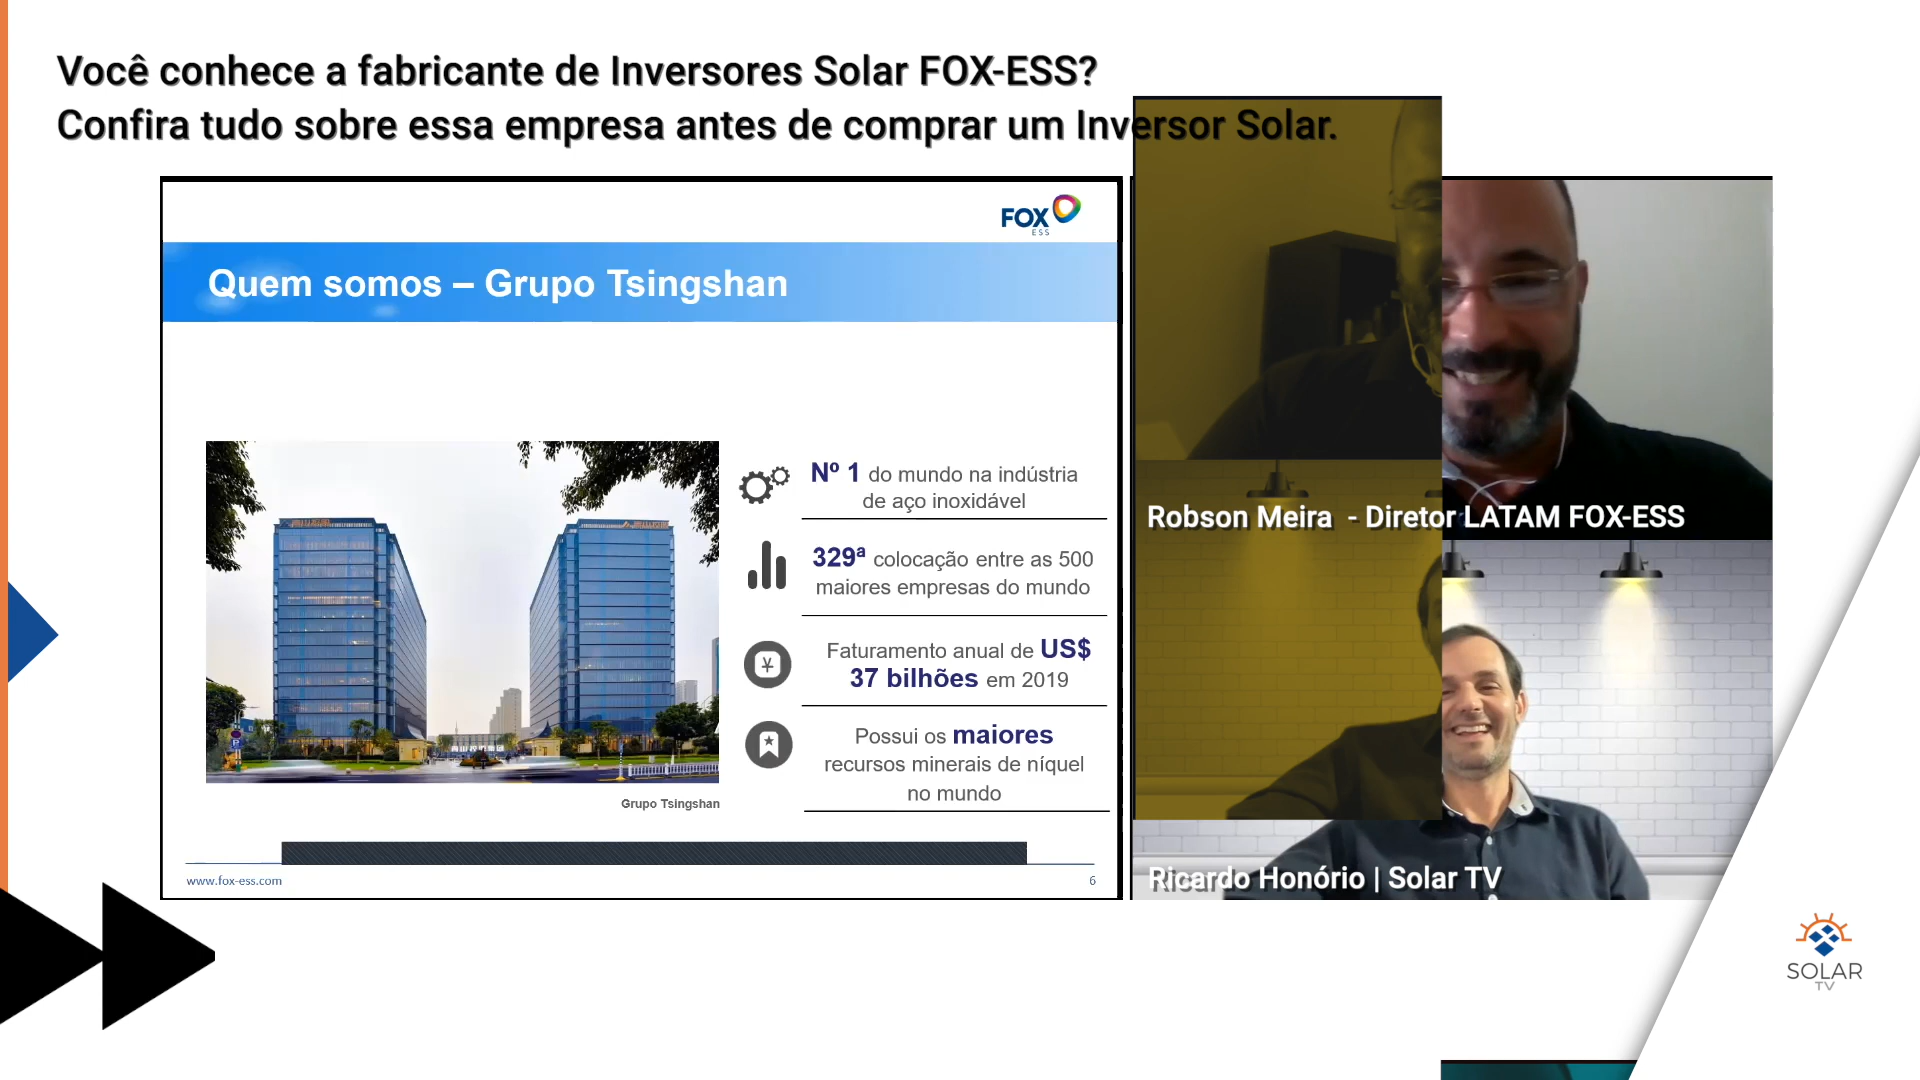 Você conhece a fabricante de Inversores Solar FOX-ESS?
Confira tudo sobre essa empresa antes de comprar um Inversor Solar.
FOX
ESS
Quem somos – Grupo Tsingshan
Nº 1 do mundo na indústria
de aço inoxidável
329ª colocação entre as 500
maiores empresas do mundo
Faturamento anual de US$
37 bilhões em 2019
Possui os maiores
recursos minerais de níquel
no mundo
Grupo Tsingshan
www.fox-ess.com
6
Robson Meira - Diretor LATAM FOX-ESS
Ricardo Honório | Solar TV
SOLAR
TV